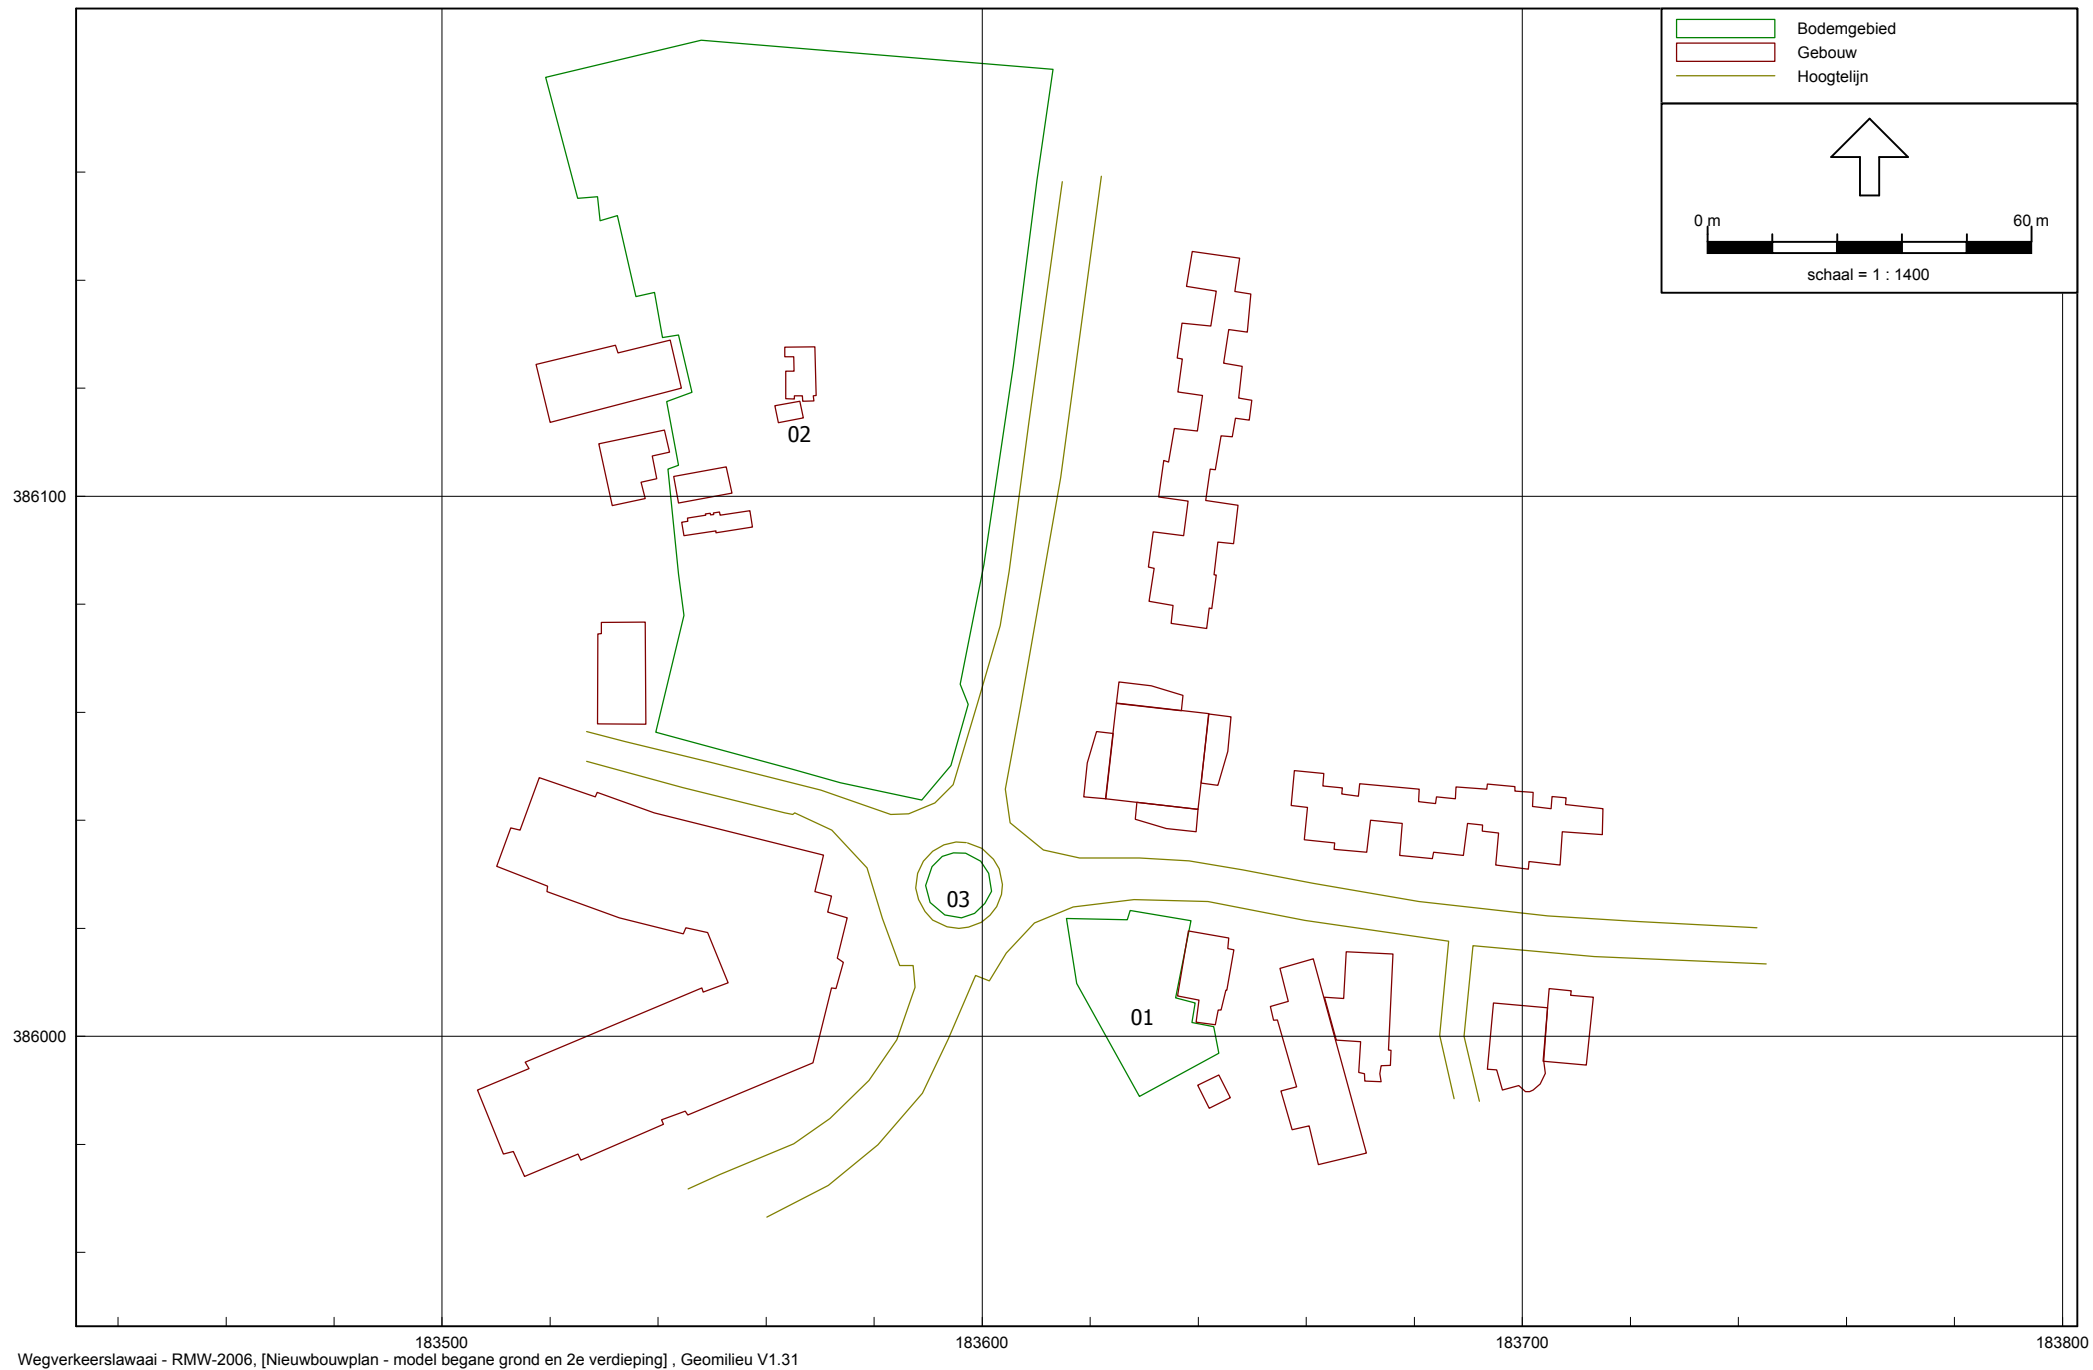 Bodemgebied
Gebouw
Hoogtelijn
0 m 60 m
schaal = 1 : 1400
02
386100
03
01
386000
183500 183600 183700 183800
Wegverkeerslawaai - RMW-2006, [Nieuwbouwplan - model begane grond en 2e verdieping] , Geomilieu V1.31